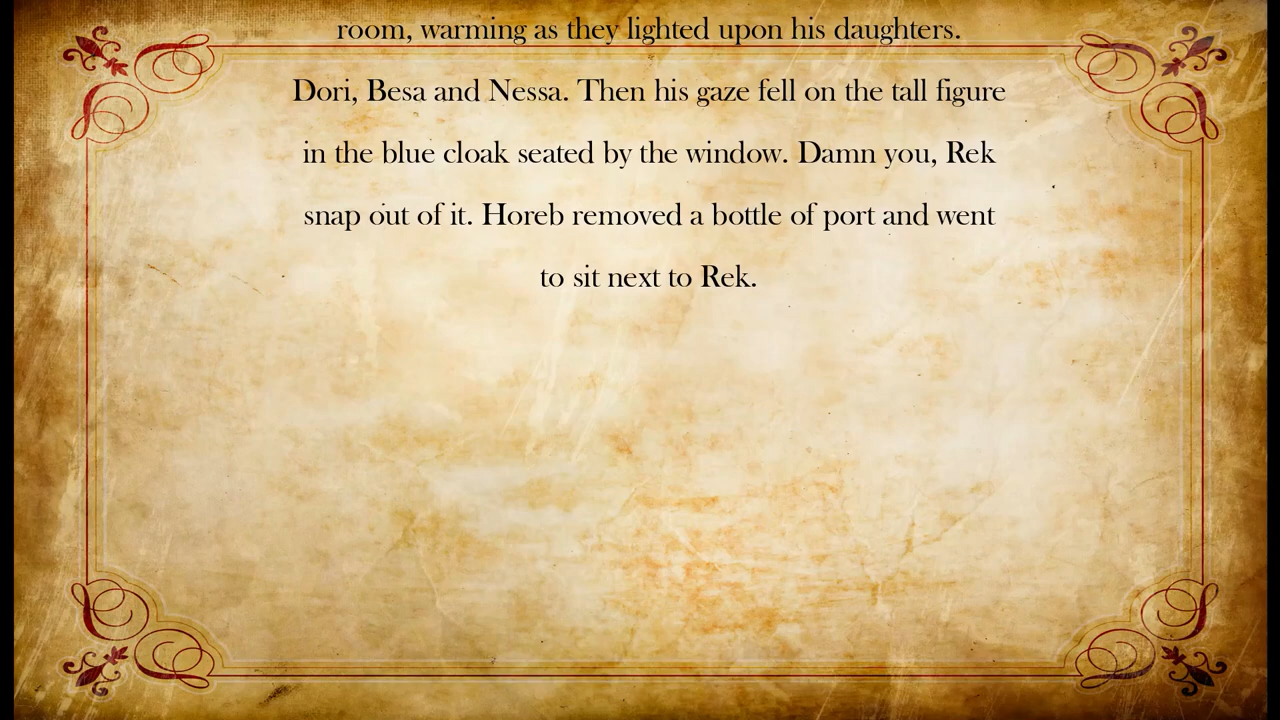 room, warming as they lighted upon his daughters.
Dori, Besa and Nessa. Then his gaze fell on the tall figure
in the blue cloak seated by the window. Damn you, Rek
snap out of it. Horeb removed a bottle of port and went
to sit next to Rek.